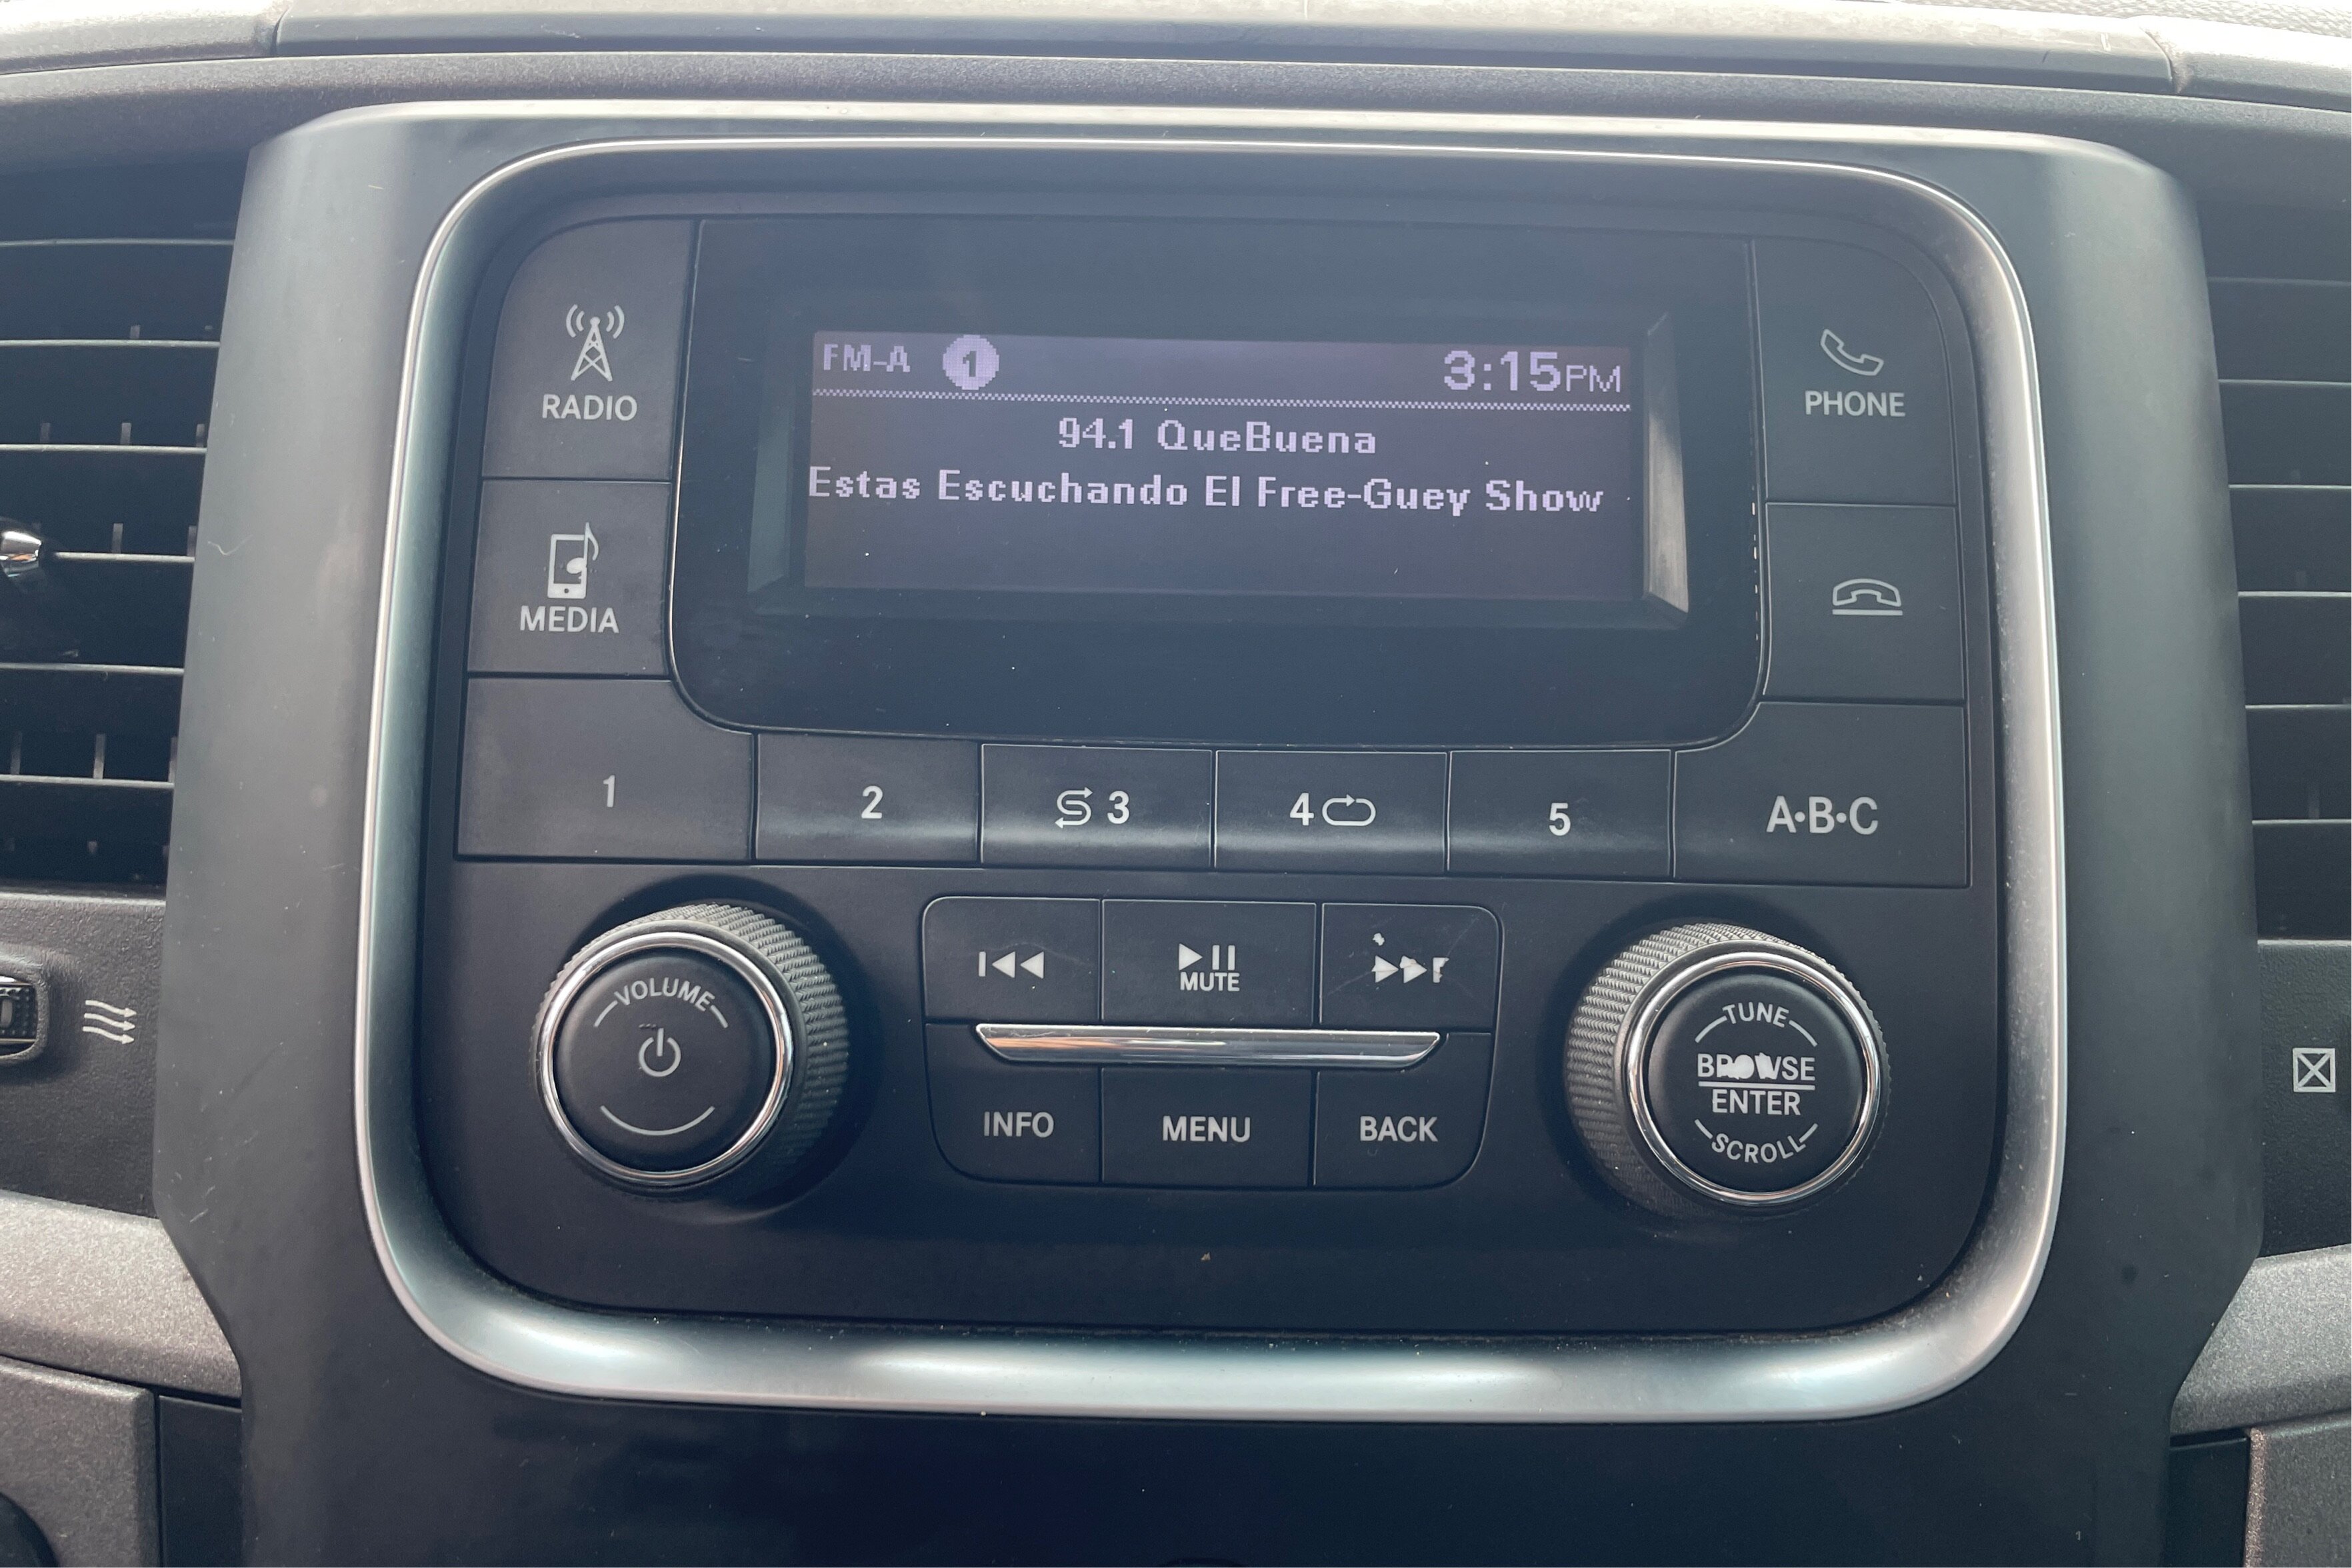 FM-A 1 3:15PM
94.1 QueBuena
Estas Escuchando El Free-Guey Show
RADIO
PHONE
MEDIA
1 2 3 4 5 A•B•C
VOLUME
MUTE
TUNE
BROWSE
ENTER
SCROLL
INFO MENU BACK